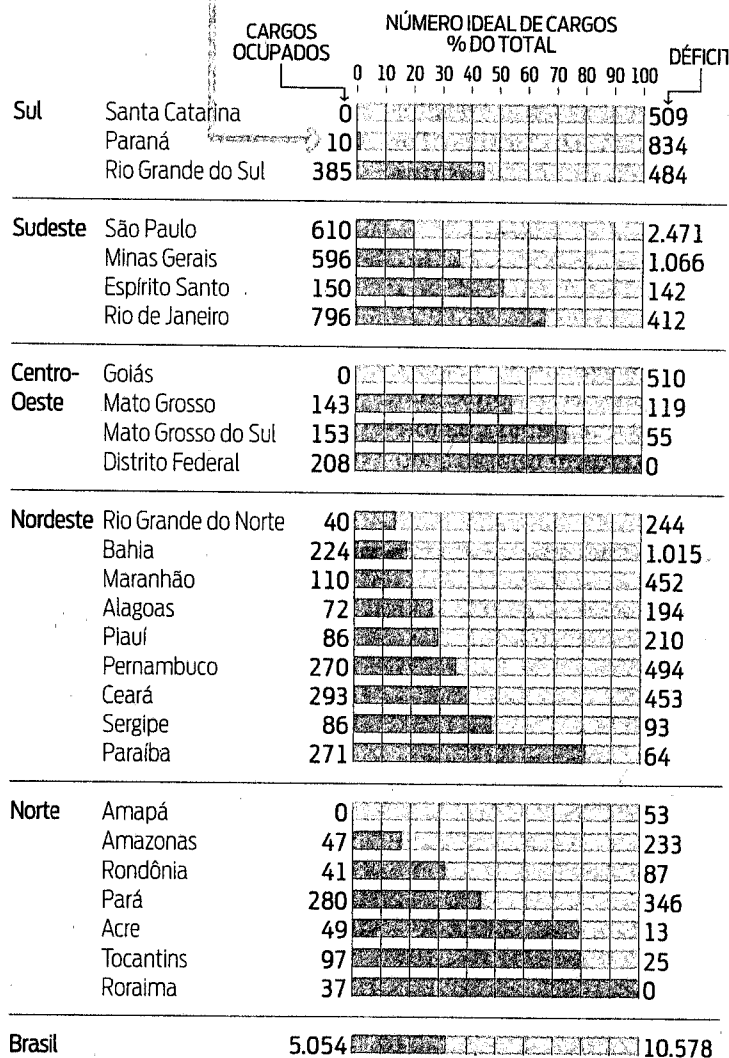 CARGOS OCUPADOS
NÚMERO IDEAL DE CARGOS
% DO TOTAL
DÉFICIT
0 10 20 30 40 50 60 70 80 90 100
Sul Santa Catarina 0 509
Paraná 10 834
Rio Grande do Sul 385 484
Sudeste São Paulo 610 2.471
Minas Gerais 596 1.066
Espírito Santo 150 142
Rio de Janeiro 796 412
Centro-Oeste Goiás 0 510
Mato Grosso 143 119
Mato Grosso do Sul 153 55
Distrito Federal 208 0
Nordeste Rio Grande do Norte 40 244
Bahia 224 1.015
Maranhão 110 452
Alagoas 72 194
Piauí 86 210
Pernambuco 270 494
Ceará 293 453
Sergipe 86 93
Paraíba 271 64
Norte Amapá 0 53
Amazonas 47 233
Rondônia 41 87
Pará 280 346
Acre 49 13
Tocantins 97 25
Roraima 37 0
Brasil 5.054 10.578